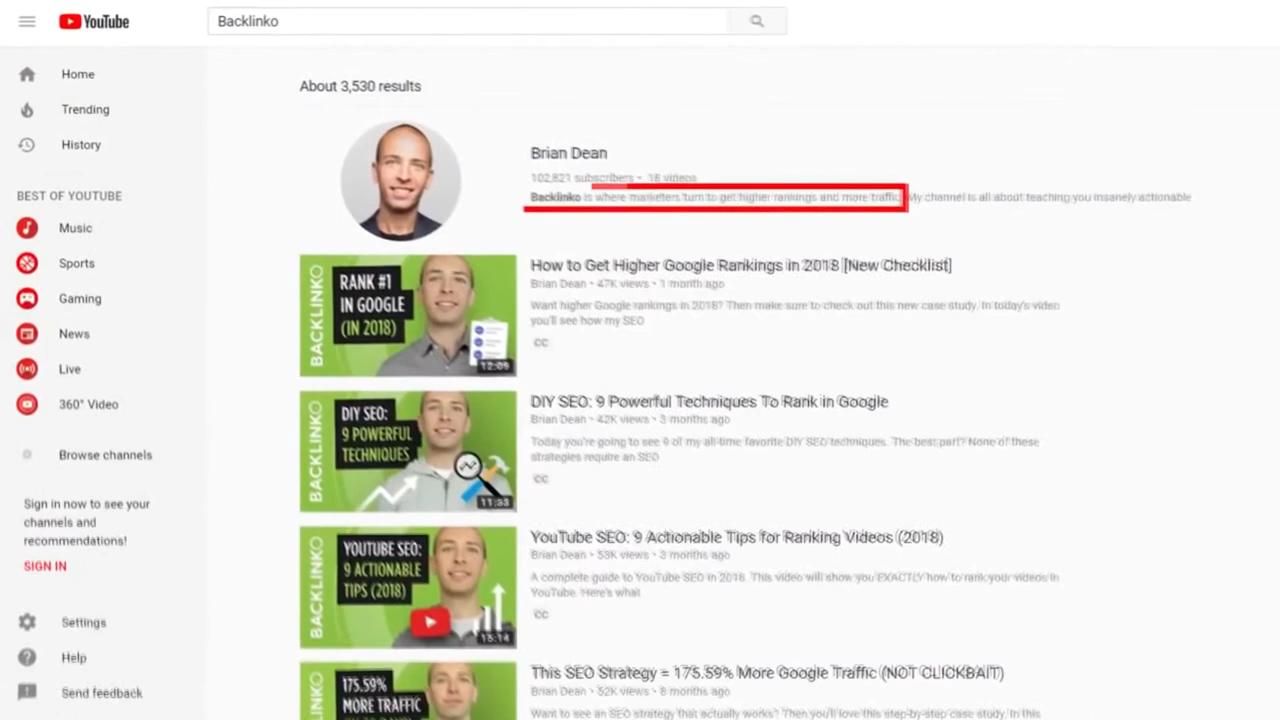 YouTube
Backlinko
Home
Trending
History
BEST OF YOUTUBE
Music
Sports
Gaming
News
Live
360° Video
Browse channels
Sign in now to see your
channels and
recommendations!
SIGN IN
Settings
Help
Send feedback
About 3,530 results
Brian Dean
102,821 subscribers • 18 videos
Backlinko is where marketers turn to get higher rankings and more traffic. My channel is all about teaching you insanely actionable
BACKLINKO
RANK #1
IN GOOGLE
(IN 2018)
12:09
How to Get Higher Google Rankings in 2018 [New Checklist]
Brian Dean • 47K views • 1 month ago
Want higher Google rankings in 2018? Then make sure to check out this new case study. In today's video
you'll see how my SEO
CC
BACKLINKO
DIY SEO:
9 POWERFUL
TECHNIQUES
11:33
DIY SEO: 9 Powerful Techniques To Rank in Google
Brian Dean • 42K views • 3 months ago
Today you're going to see 9 of my all-time favorite DIY SEO techniques. The best part? None of these
strategies require an SEO
CC
BACKLINKO
YOUTUBE SEO:
9 ACTIONABLE
TIPS (2018)
15:14
YouTube SEO: 9 Actionable Tips for Ranking Videos (2018)
Brian Dean • 53K views • 3 months ago
A complete guide to YouTube SEO in 2018. This video will show you EXACTLY how to rank your videos in
YouTube. Here's what
CC
175.59%
MORE TRAFFIC
This SEO Strategy = 175.59% More Google Traffic (NOT CLICKBAIT)
Brian Dean • 52K views • 8 months ago
Want to see an SEO strategy that actually works? Then you'll love this step-by-step case study. In this